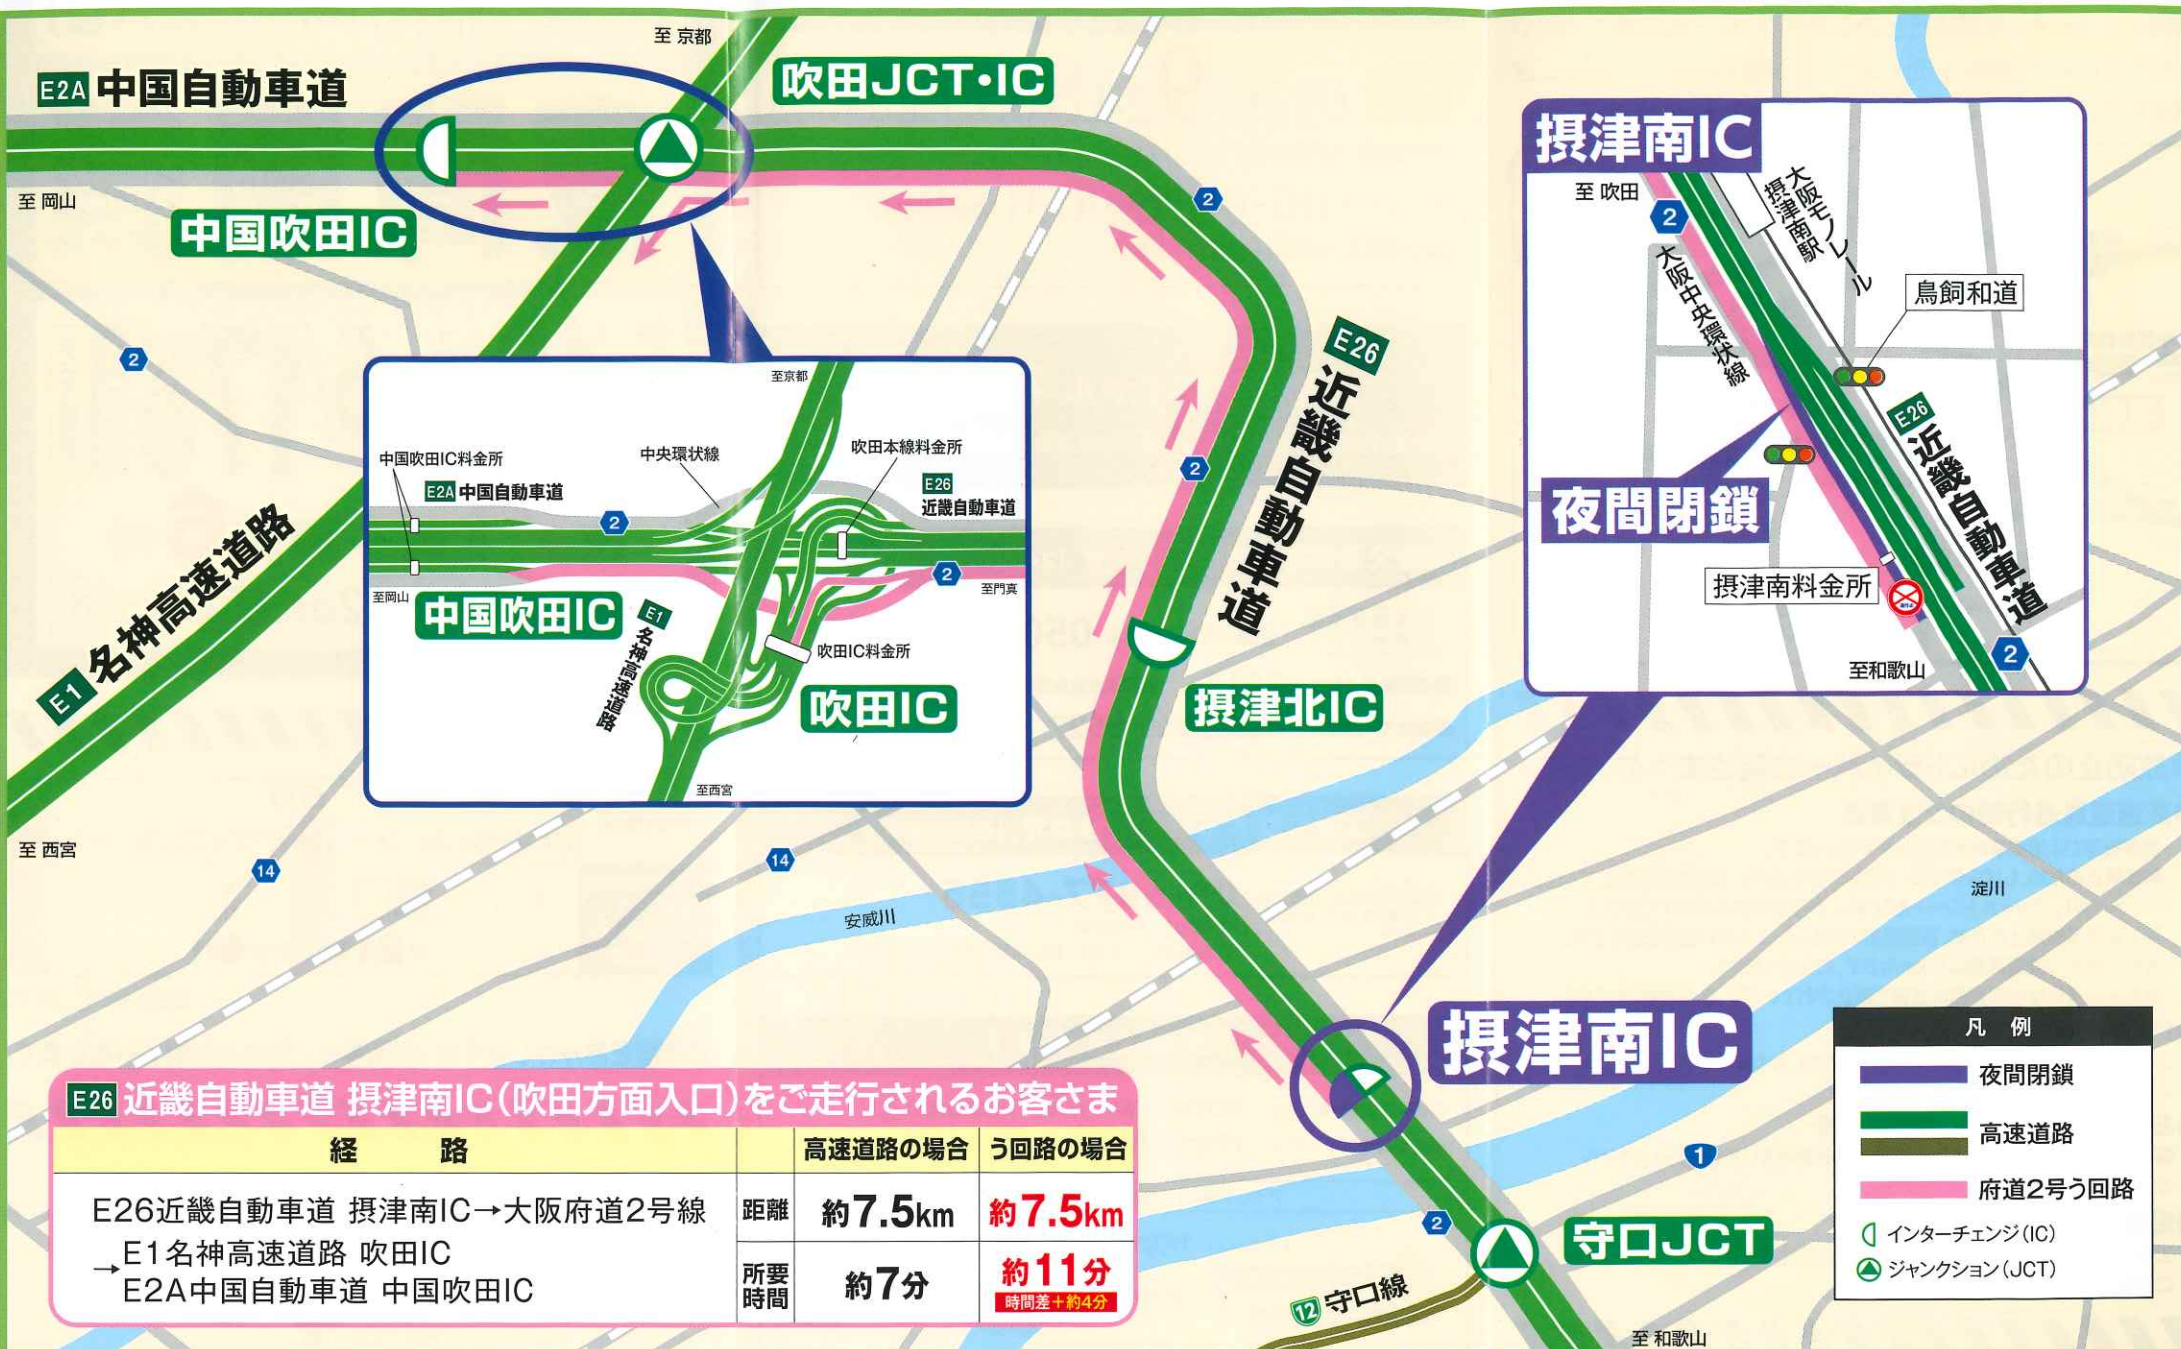 至 京都
E2A 中国自動車道
吹田JCT・IC
至 岡山
中国吹田IC
2
2
E1 名神高速道路
至 西宮
14
14
至京都
中国吹田IC料金所
中央環状線
吹田本線料金所
E2A 中国自動車道
E26
近畿自動車道
2
2
至岡山
至門真
中国吹田IC
E1
名神高速道路
吹田IC料金所
吹田IC
至西宮
E26 近畿自動車道
2
摂津北IC
安威川
淀川
摂津南IC
至 吹田
2
大阪モノレール
摂津南駅
大阪中央環状線
鳥飼和道
E26 近畿自動車道
夜間閉鎖
摂津南料金所
至和歌山
2
摂津南IC
1
2
守口JCT
12 守口線
至 和歌山
凡 例
夜間閉鎖
高速道路
府道2号う回路
インターチェンジ(IC)
ジャンクション(JCT)
E26 近畿自動車道 摂津南IC(吹田方面入口)をご走行されるお客さま
経 路 高速道路の場合 う回路の場合
E26近畿自動車道 摂津南IC→大阪府道2号線
→E1名神高速道路 吹田IC
E2A中国自動車道 中国吹田IC
距離 約7.5km 約7.5km
所要時間 約7分 約11分
時間差+約4分